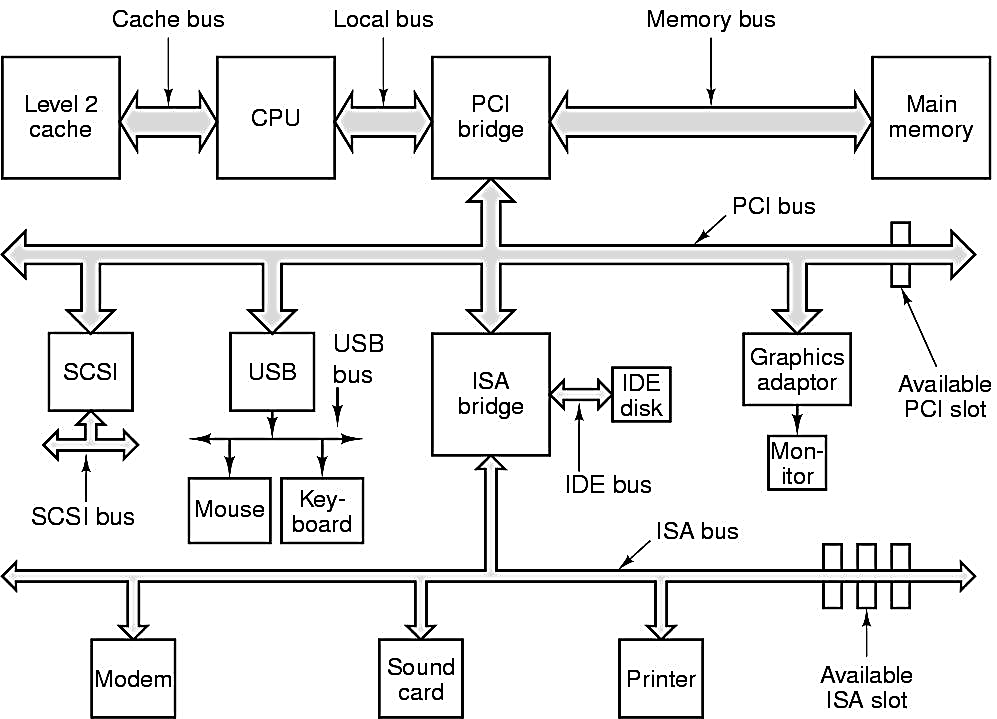 Cache bus
Local bus
Memory bus
Level 2
cache
CPU
PCI
bridge
Main
memory
PCI bus
SCSI
USB
USB
bus
ISA
bridge
IDE
disk
Graphics
adaptor
Available
PCI slot
Mon-
itor
SCSI bus
Mouse
Key-
board
IDE bus
ISA bus
Modem
Sound
card
Printer
Available
ISA slot